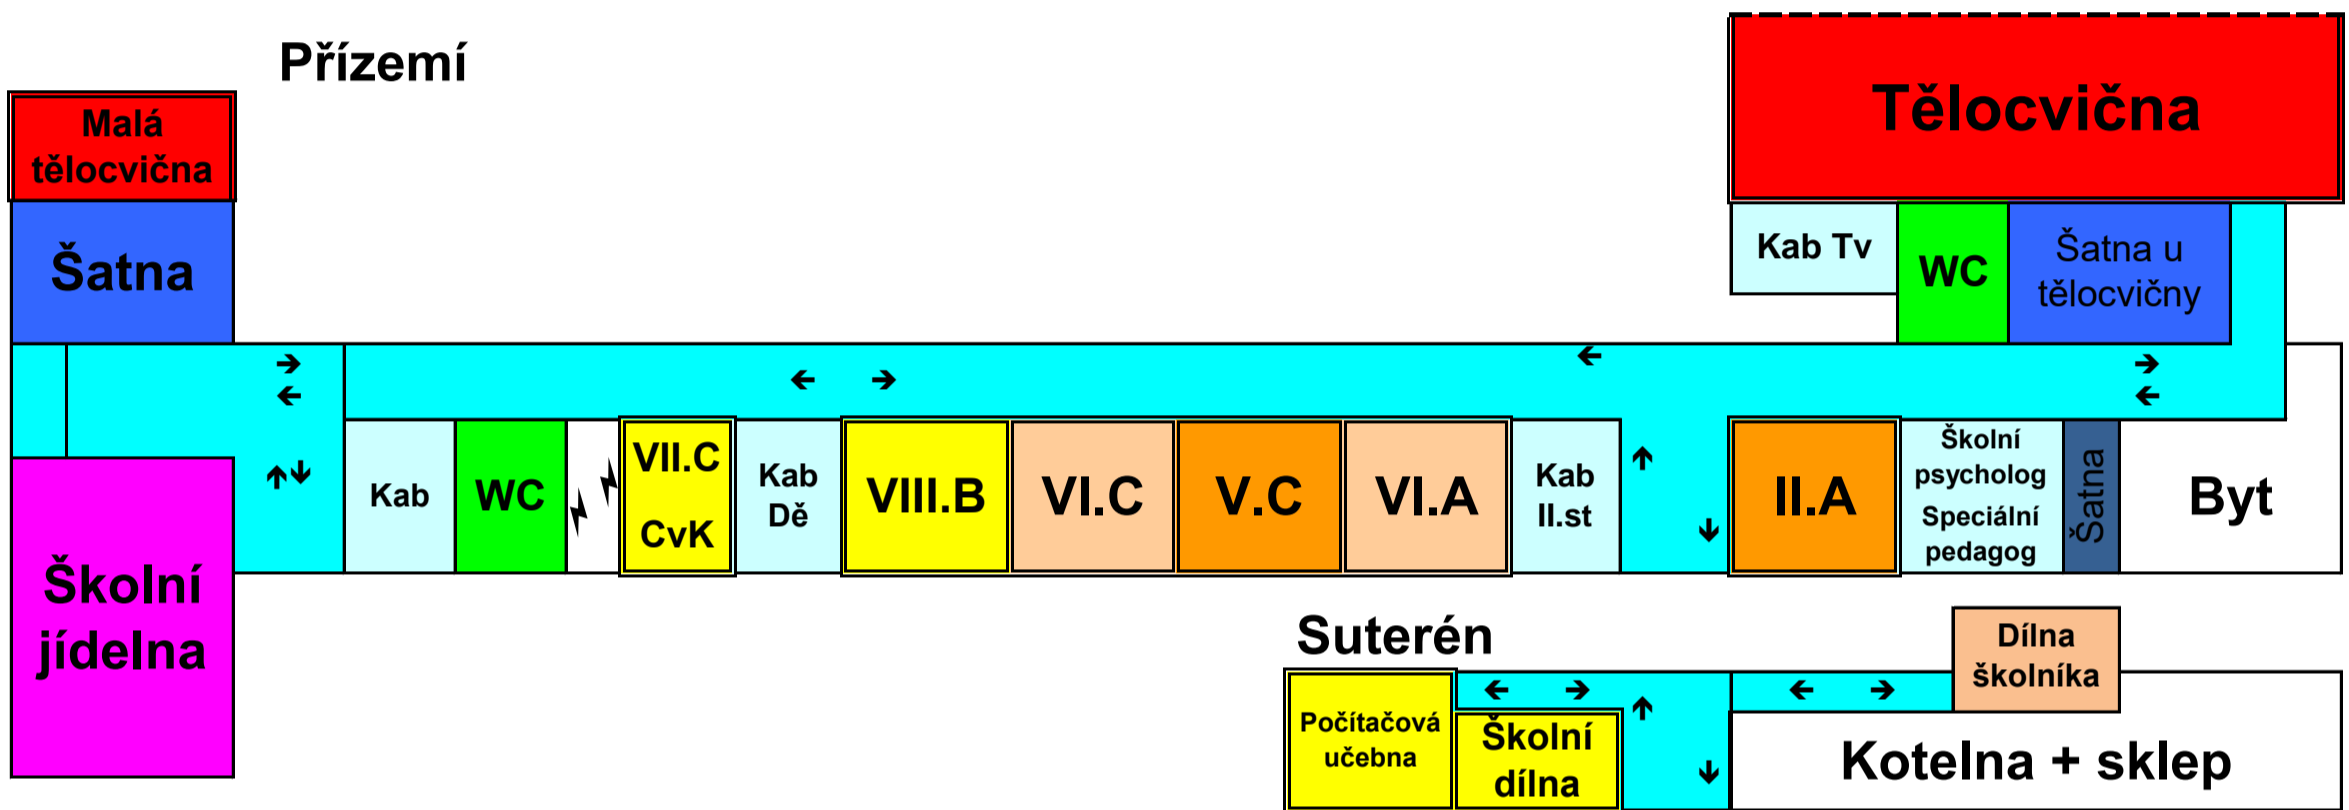 Přízemí
Malá
tělocvična
Šatna
Tělocvična
Kab Tv
WC
Šatna u
tělocvičny
Školní
jídelna
Kab
WC
VII.C
CvK
Kab
Dě
VIII.B
VI.C
V.C
VI.A
Kab
II.st
II.A
Školní
psycholog
Speciální
pedagog
Šatna
Byt
Suterén
Počítačová
učebna
Školní
dílna
Dílna
školníka
Kotelna + sklep